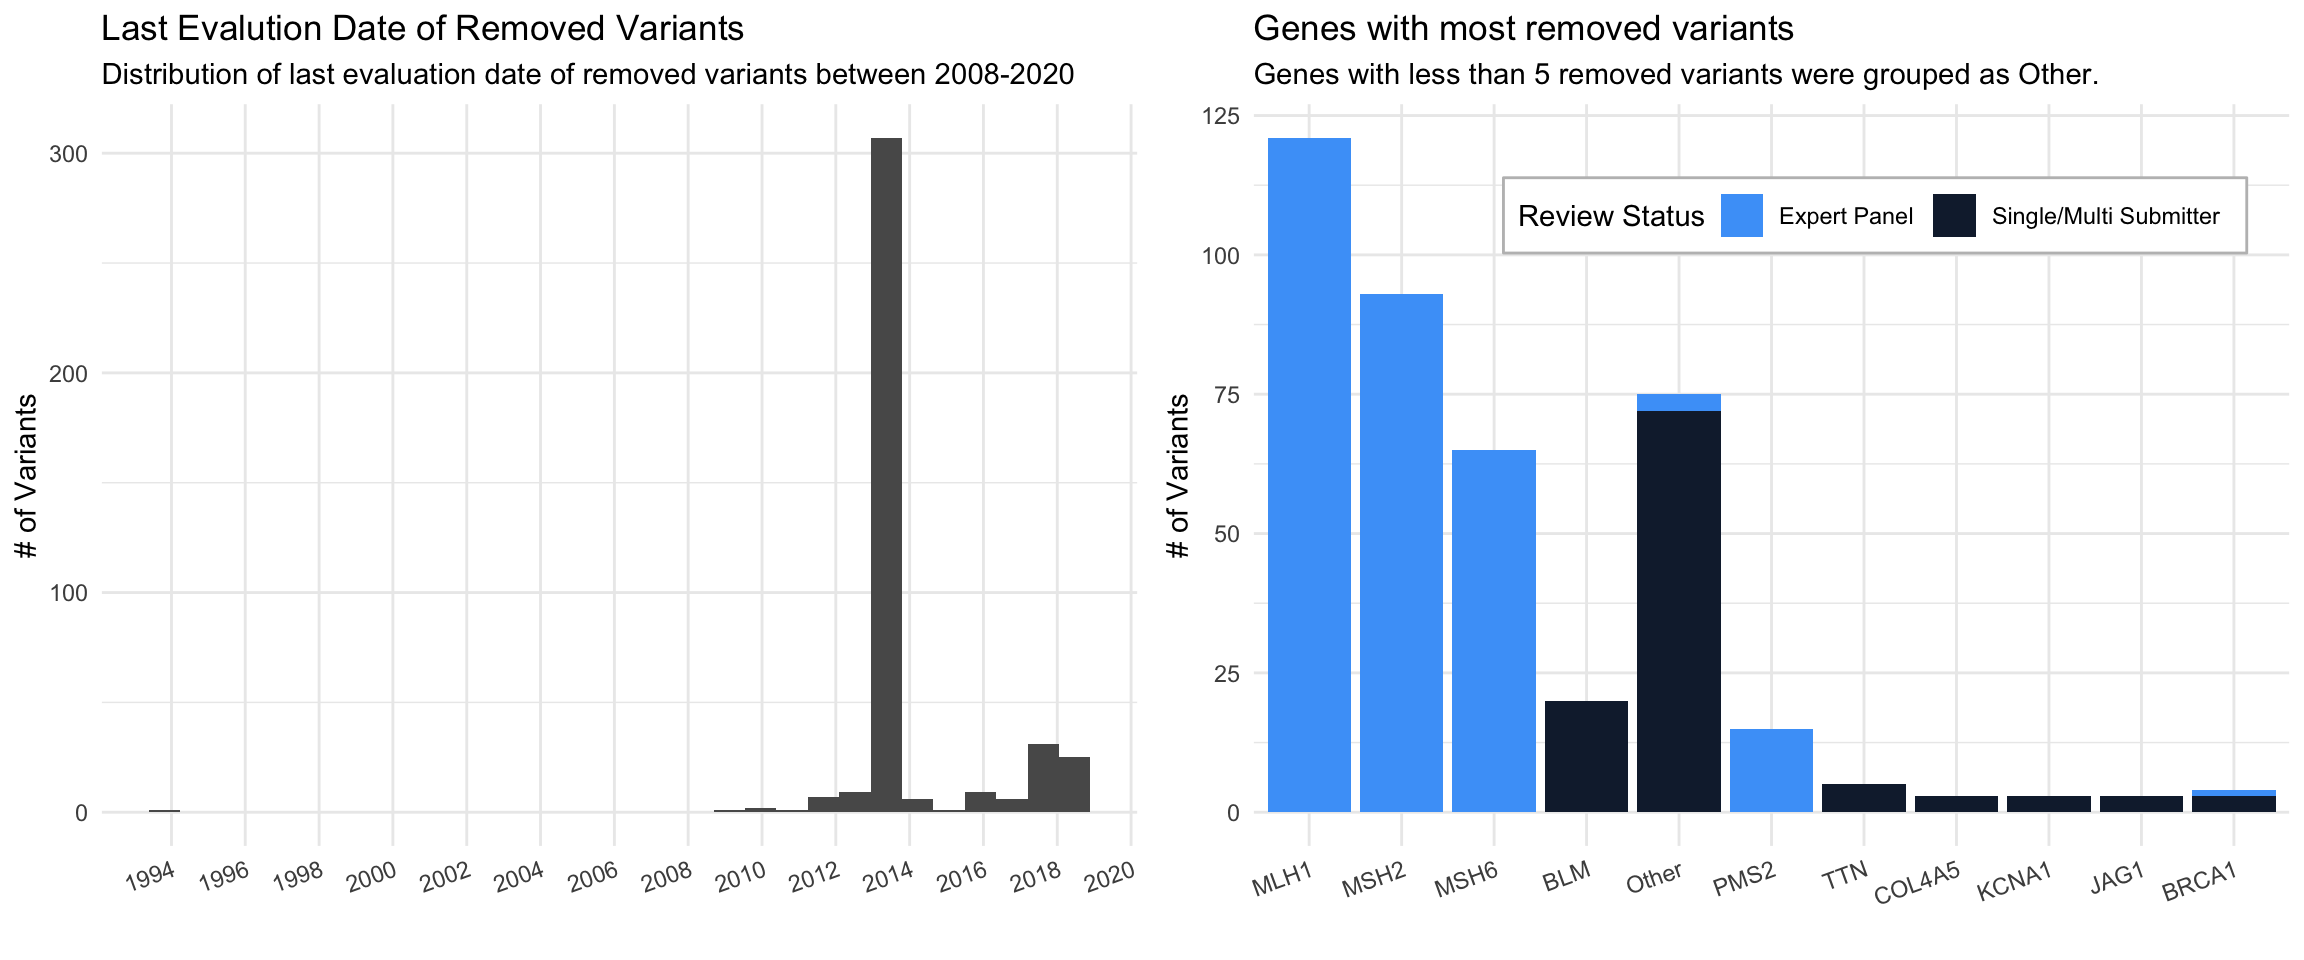 Last Evalution Date of Removed Variants
Distribution of last evaluation date of removed variants between 2008-2020
# of Variants
300
200
100
0
1994 1996 1998 2000 2002 2004 2006 2008 2010 2012 2014 2016 2018 2020
Genes with most removed variants
Genes with less than 5 removed variants were grouped as Other.
# of Variants
125
100
75
50
25
0
Review Status Expert Panel Single/Multi Submitter
MLH1 MSH2 MSH6 BLM Other PMS2 TTN COL4A5 KCNA1 JAG1 BRCA1